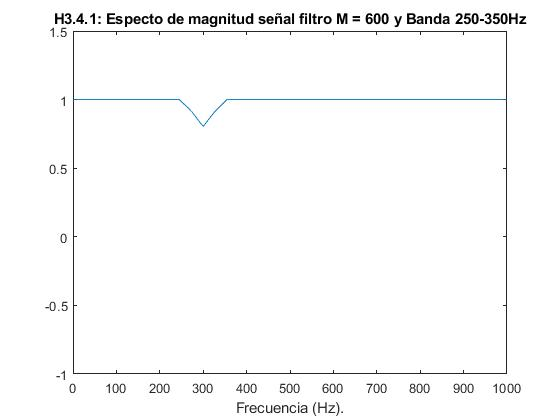 H3.4.1: Especto de magnitud señal filtro M = 600 y Banda 250-350Hz
1.5
1
0.5
0
-0.5
-1
0 100 200 300 400 500 600 700 800 900 1000
Frecuencia (Hz).